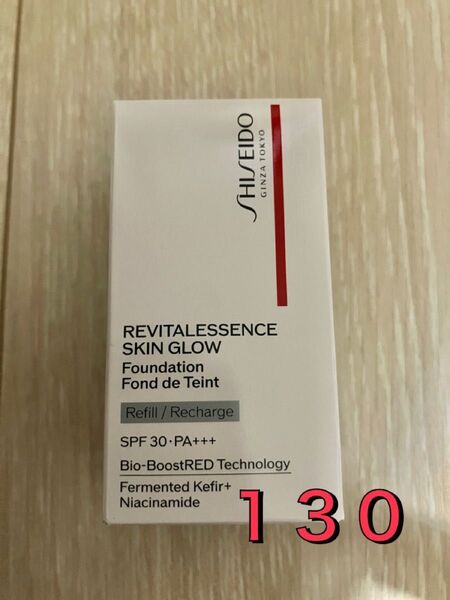 SHISEIDO
GINZA TOKYO
REVITALESSENCE
SKIN GLOW
Foundation
Fond de Teint
Refill / Recharge
SPF 30・PA+++
Bio-BoostRED Technology
Fermented Kefir+
Niacinamide
１３０